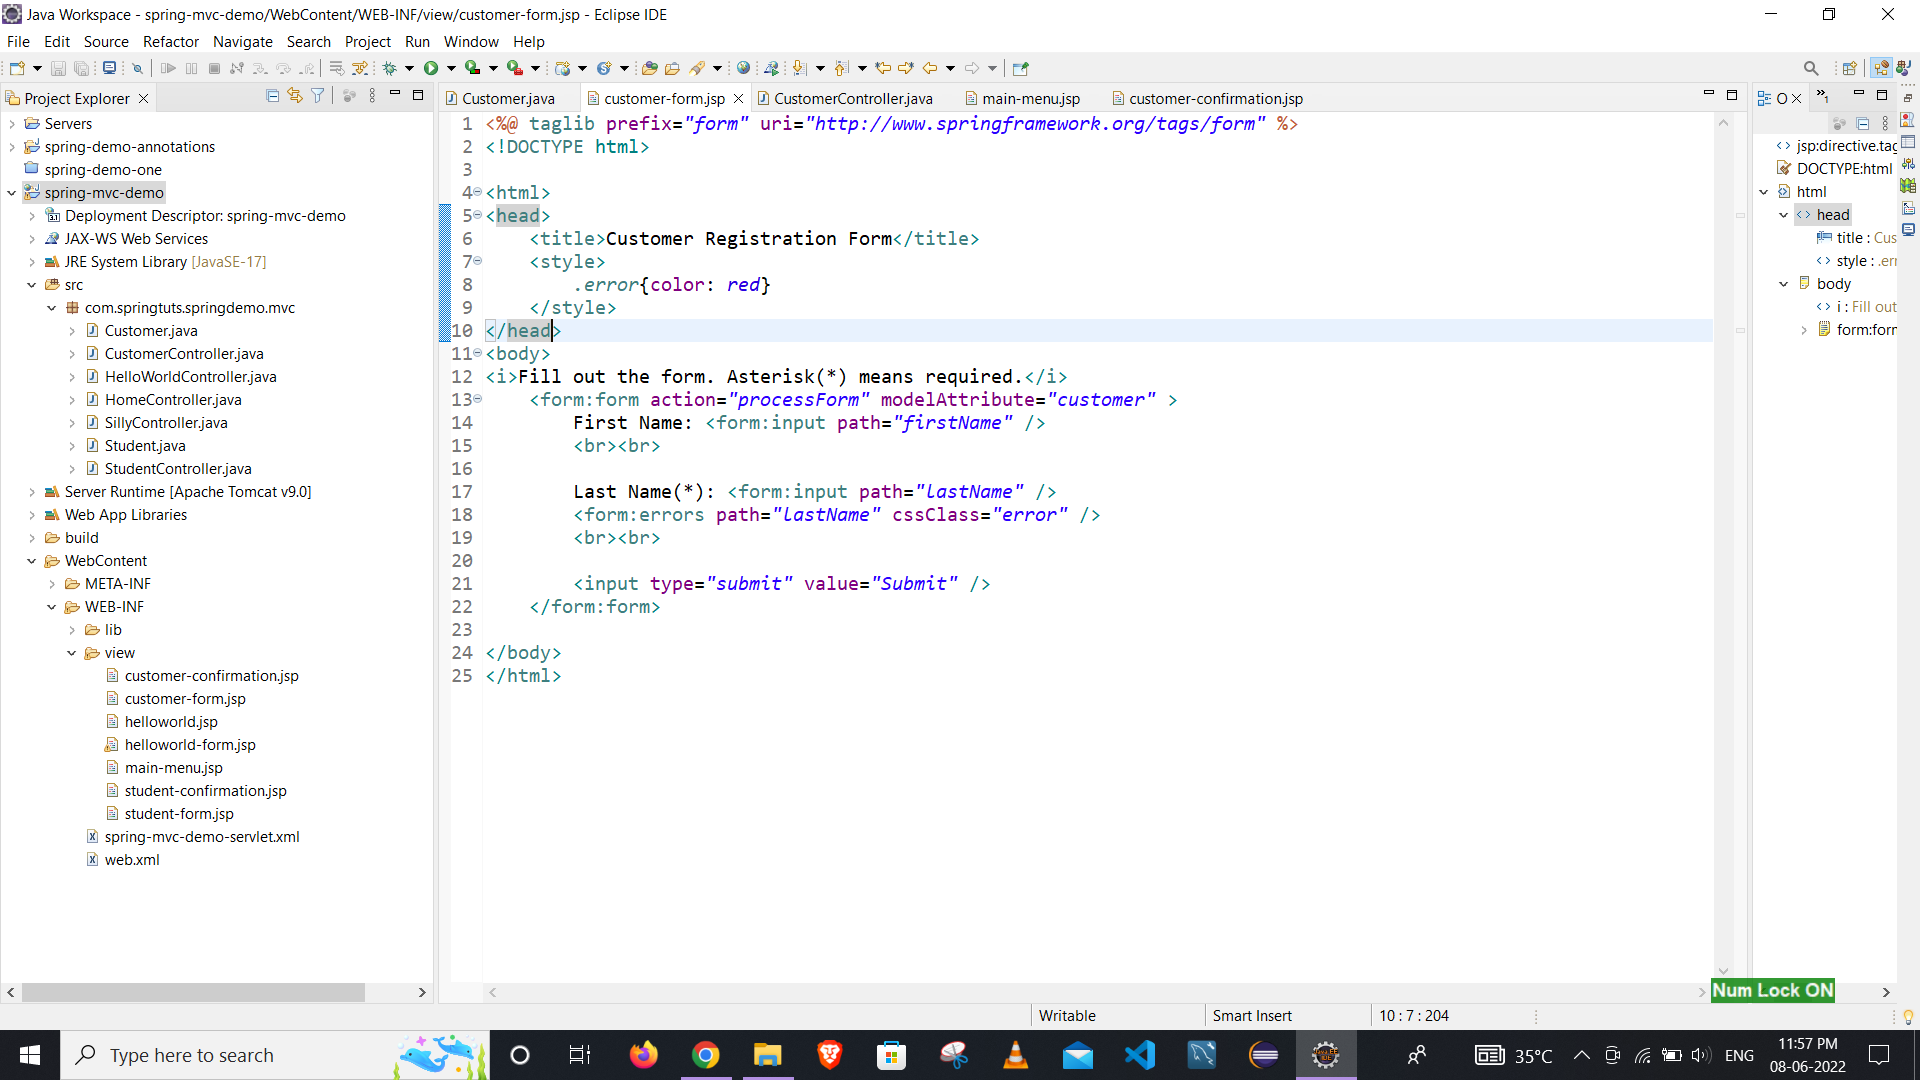 Java Workspace - spring-mvc-demo/WebContent/WEB-INF/view/customer-form.jsp - Eclipse IDE
File Edit Source Refactor Navigate Search Project Run Window Help
Project Explorer
Servers
spring-demo-annotations
spring-demo-one
spring-mvc-demo
Deployment Descriptor: spring-mvc-demo
JAX-WS Web Services
JRE System Library [JavaSE-17]
src
com.springtuts.springdemo.mvc
Customer.java
CustomerController.java
HelloWorldController.java
HomeController.java
SillyController.java
Student.java
StudentController.java
Server Runtime [Apache Tomcat v9.0]
Web App Libraries
build
WebContent
META-INF
WEB-INF
lib
view
customer-confirmation.jsp
customer-form.jsp
helloworld.jsp
helloworld-form.jsp
main-menu.jsp
student-confirmation.jsp
student-form.jsp
spring-mvc-demo-servlet.xml
web.xml
Customer.java customer-form.jsp CustomerController.java main-menu.jsp customer-confirmation.jsp
1 <%@ taglib prefix="form" uri="http://www.springframework.org/tags/form" %>
2 <!DOCTYPE html>
3
4 <html>
5 <head>
6 <title>Customer Registration Form</title>
7 <style>
8 .error{color: red}
9 </style>
10 </head>
11 <body>
12 <i>Fill out the form. Asterisk(*) means required.</i>
13 <form:form action="processForm" modelAttribute="customer" >
14 First Name: <form:input path="firstName" />
15 <br><br>
16
17 Last Name(*): <form:input path="lastName" />
18 <form:errors path="lastName" cssClass="error" />
19 <br><br>
20
21 <input type="submit" value="Submit" />
22 </form:form>
23
24 </body>
25 </html>
O
1
jsp:directive.tag
DOCTYPE:html
html
head
title : Cus
style : .err
body
i : Fill out
form:form
Num Lock ON
Writable Smart Insert 10 : 7 : 204
Type here to search
35°C ENG 11:57 PM
08-06-2022